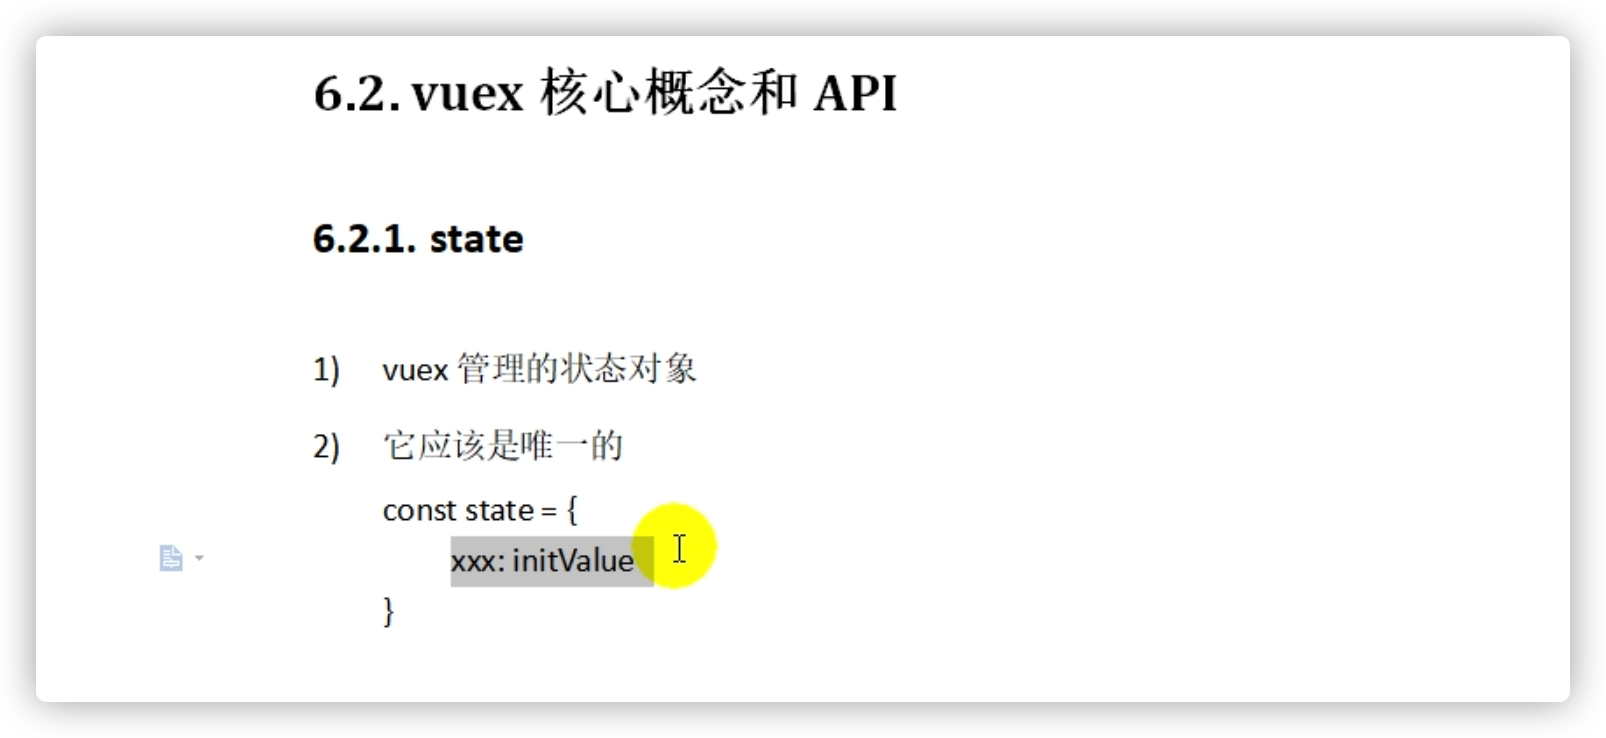 6.2. vuex 核心概念和 API
6.2.1. state
1) vuex 管理的状态对象
2) 它应该是唯一的
const state = {
xxx: initValue
}